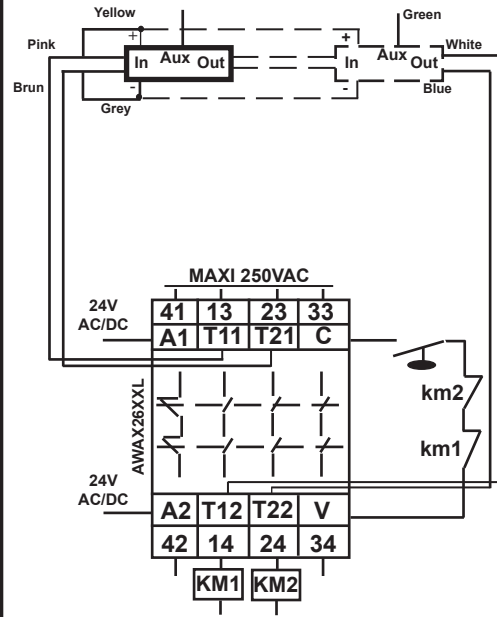 Yellow
Green
Pink
+
+
White
In Aux Out
In Aux Out
Brun
-
-
Blue
Grey
MAXI 250VAC
24V
AC/DC
41 13 23 33
A1 T11 T21 C
AWAX26XXL
km2
km1
24V
AC/DC
A2 T12 T22 V
42 14 24 34
KM1 KM2